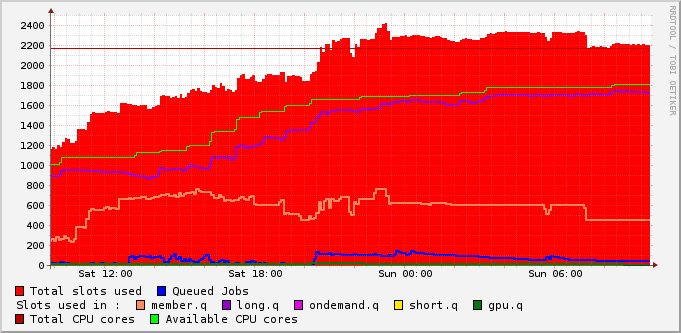 RRDTOOL / TOBI OETIKER
2400
2200
2000
1800
1600
1400
1200
1000
800
600
400
200
0
Sat 12:00 Sat 18:00 Sun 00:00 Sun 06:00
Total slots used Queued Jobs
Slots used in : member.q long.q ondemand.q short.q gpu.q
Total CPU cores Available CPU cores